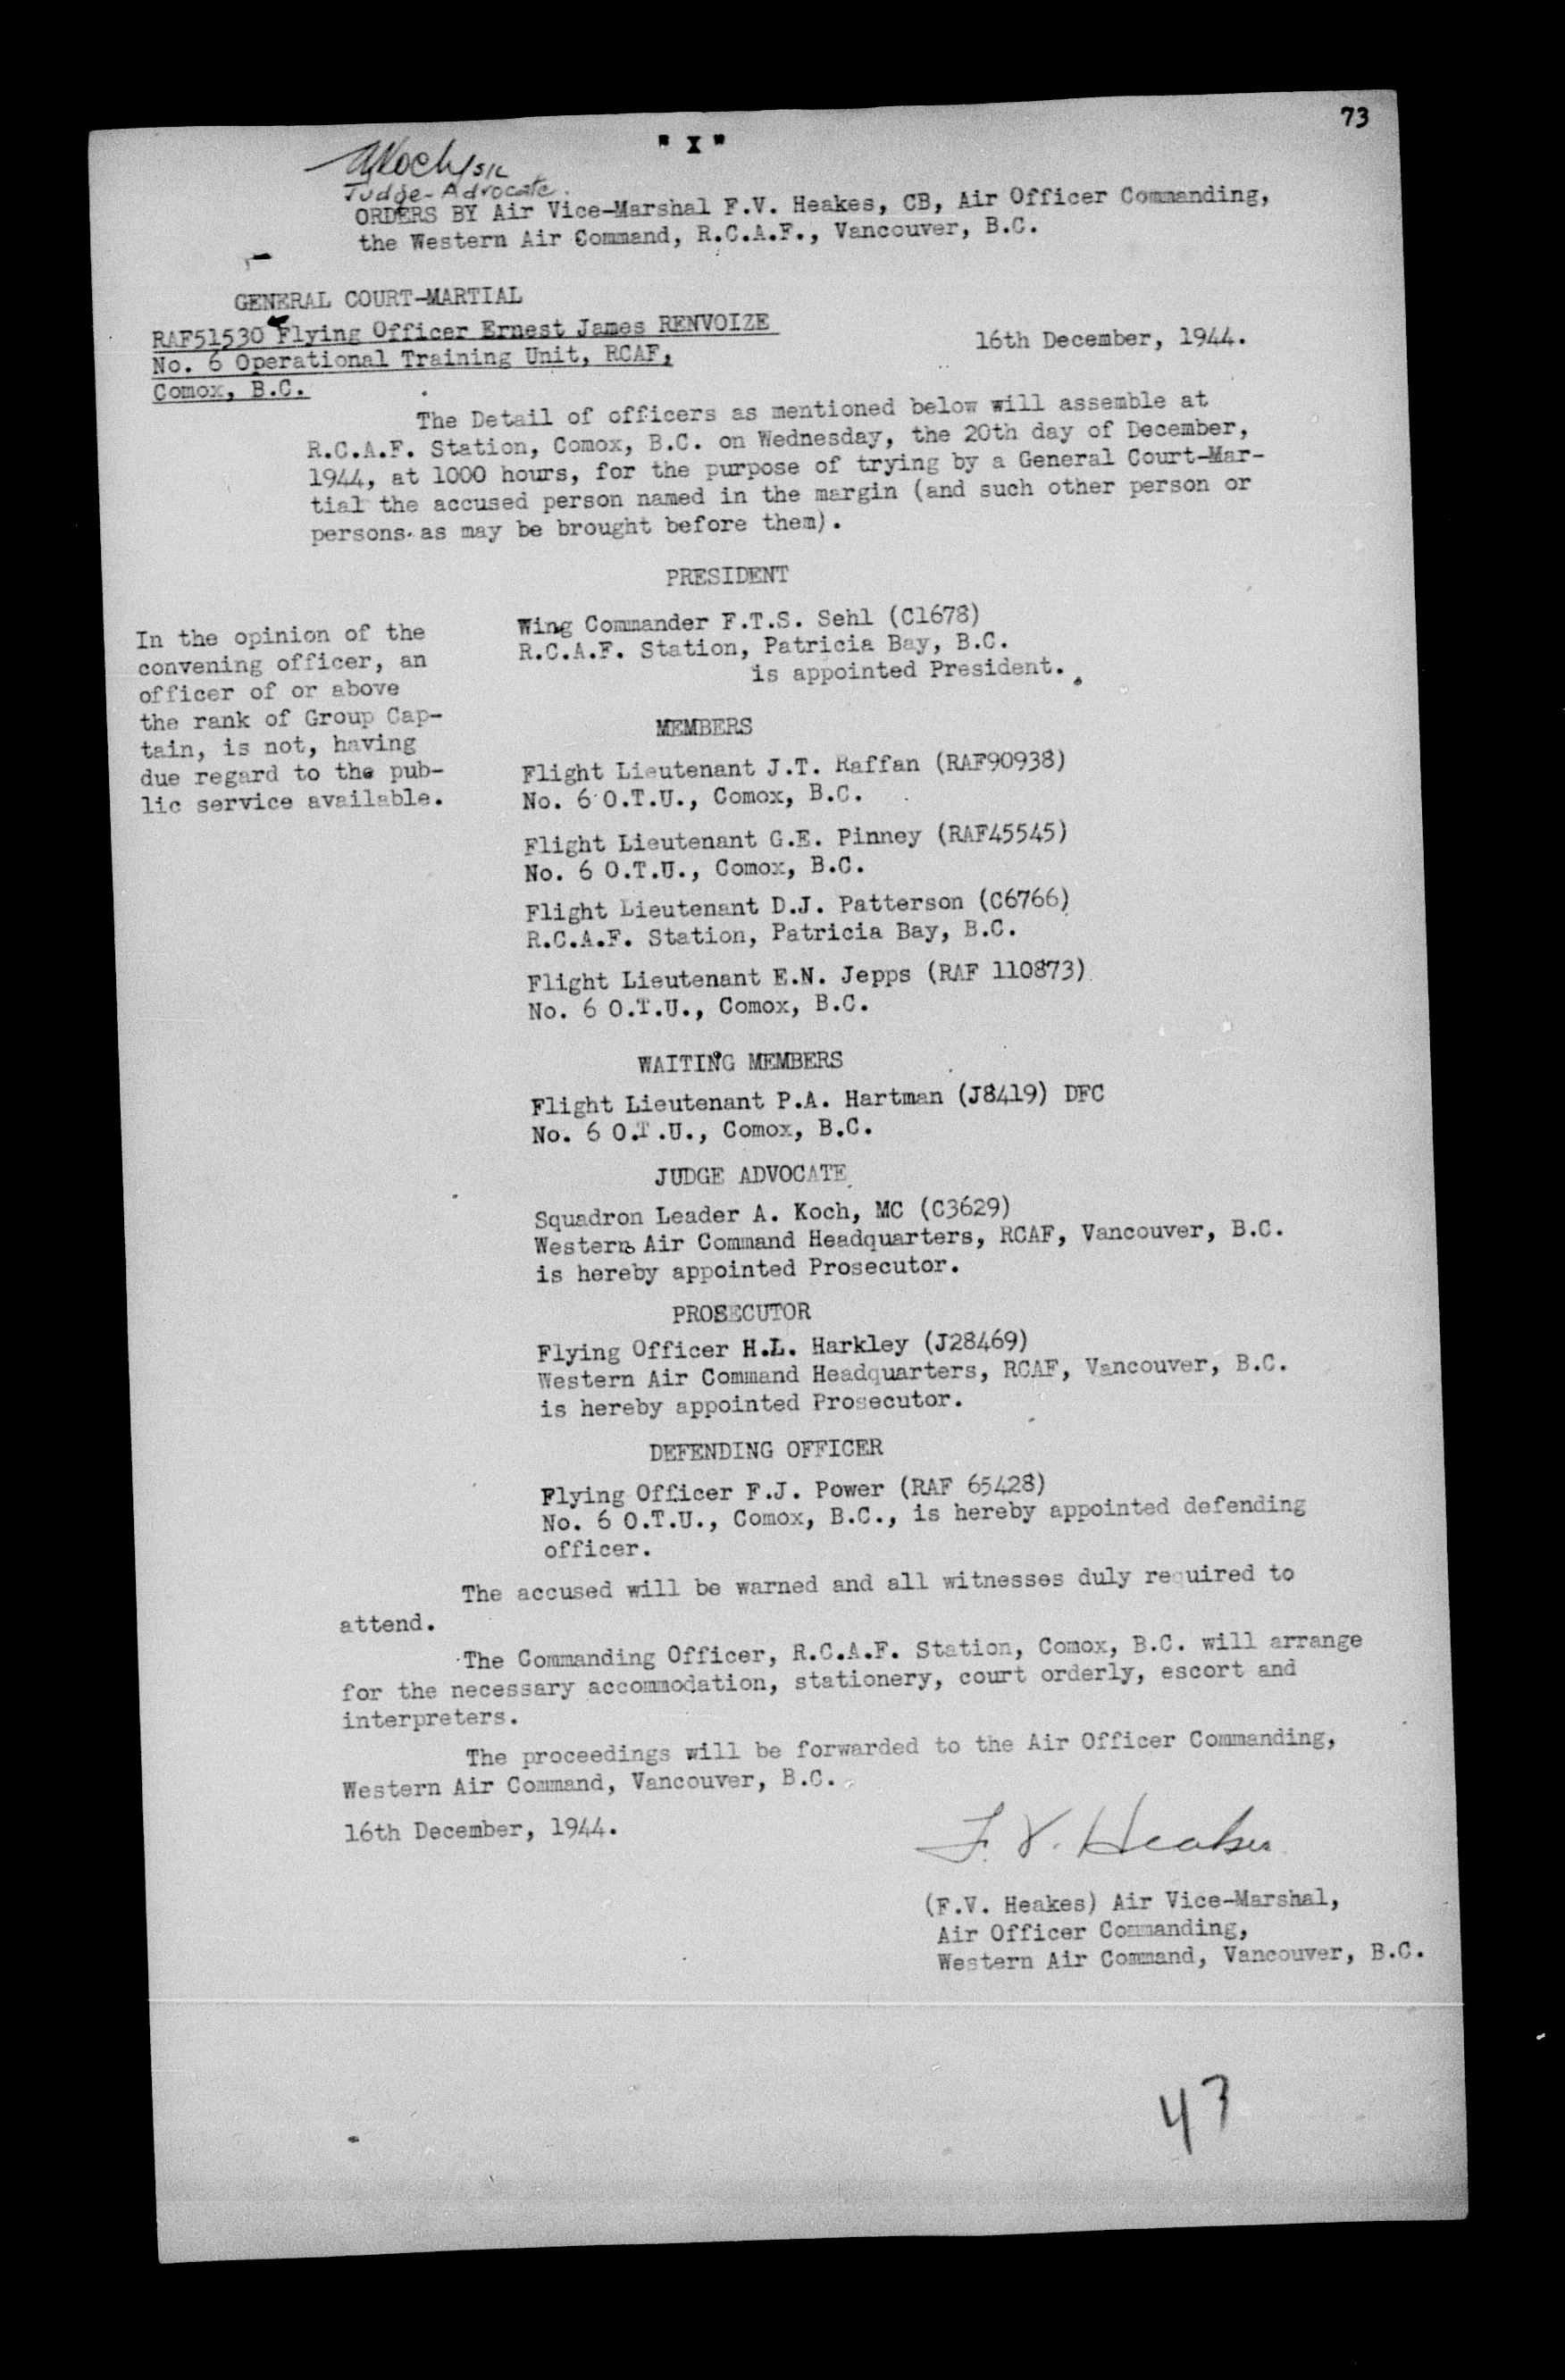 73
" X "
AKoch S/L
Judge-Advocate.
ORDERS BY Air Vice-Marshal F.V. Heakes, CB, Air Officer Commanding,
the Western Air Command, R.C.A.F., Vancouver, B.C.
GENERAL COURT-MARTIAL
RAF51530 Flying Officer Ernest James RENVOIZE
No. 6 Operational Training Unit, RCAF,
Comox, B.C.
16th December, 1944.
The Detail of officers as mentioned below will assemble at
R.C.A.F. Station, Comox, B.C. on Wednesday, the 20th day of December,
1944, at 1000 hours, for the purpose of trying by a General Court-Mar-
tial the accused person named in the margin (and such other person or
persons as may be brought before them).
PRESIDENT
Wing Commander F.T.S. Sehl (C1678)
R.C.A.F. Station, Patricia Bay, B.C.
is appointed President.
In the opinion of the
convening officer, an
officer of or above
the rank of Group Cap-
tain, is not, having
due regard to the pub-
lic service available.
MEMBERS
Flight Lieutenant J.T. Raffan (RAF90938)
No. 6 O.T.U., Comox, B.C.
Flight Lieutenant G.E. Pinney (RAF45545)
No. 6 O.T.U., Comox, B.C.
Flight Lieutenant D.J. Patterson (C6766)
R.C.A.F. Station, Patricia Bay, B.C.
Flight Lieutenant E.N. Jepps (RAF 110873)
No. 6 O.T.U., Comox, B.C.
WAITING MEMBERS
Flight Lieutenant P.A. Hartman (J8419) DFC
No. 6 O.T.U., Comox, B.C.
JUDGE ADVOCATE
Squadron Leader A. Koch, MC (C3629)
Western Air Command Headquarters, RCAF, Vancouver, B.C.
is hereby appointed Prosecutor.
PROSECUTOR
Flying Officer H.L. Harkley (J28469)
Western Air Command Headquarters, RCAF, Vancouver, B.C.
is hereby appointed Prosecutor.
DEFENDING OFFICER
Flying Officer F.J. Power (RAF 65428)
No. 6 O.T.U., Comox, B.C., is hereby appointed defending
officer.
The accused will be warned and all witnesses duly required to
attend.
The Commanding Officer, R.C.A.F. Station, Comox, B.C. will arrange
for the necessary accommodation, stationery, court orderly, escort and
interpreters.
The proceedings will be forwarded to the Air Officer Commanding,
Western Air Command, Vancouver, B.C.
16th December, 1944.
F. V. Heakes
(F.V. Heakes) Air Vice-Marshal,
Air Officer Commanding,
Western Air Command, Vancouver, B.C.
47